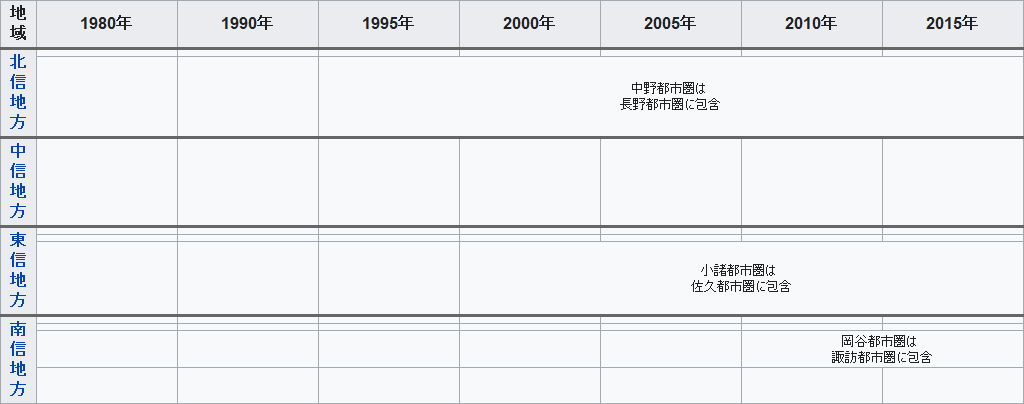 地域 1980年 1990年 1995年 2000年 2005年 2010年 2015年
北信地方
中野都市圏は
長野都市圏に包含
中信地方
東信地方
小諸都市圏は
佐久都市圏に包含
南信地方
岡谷都市圏は
諏訪都市圏に包含